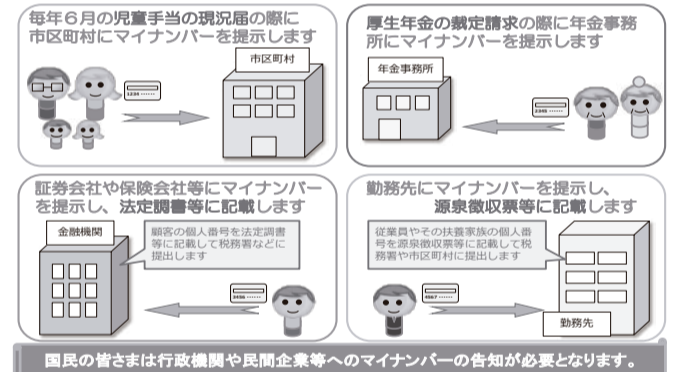 毎年6月の児童手当の現況届の際に
市区町村にマイナンバーを提示します
市区町村
1234 ......
厚生年金の裁定請求の際に年金事務
所にマイナンバーを提示します
年金事務所
2345 ......
証券会社や保険会社等にマイナンバー
を提示し、法定調書等に記載します
金融機関
顧客の個人番号を法定調書
等に記載して税務署などに
提出します
3456 ......
勤務先にマイナンバーを提示し、
源泉徴収票等に記載します
従業員やその扶養家族の個人番
号を源泉徴収票等に記載して税
務署や市区町村に提出します
4567 ......
勤務先
国民の皆さまは行政機関や民間企業等へのマイナンバーの告知が必要となります。